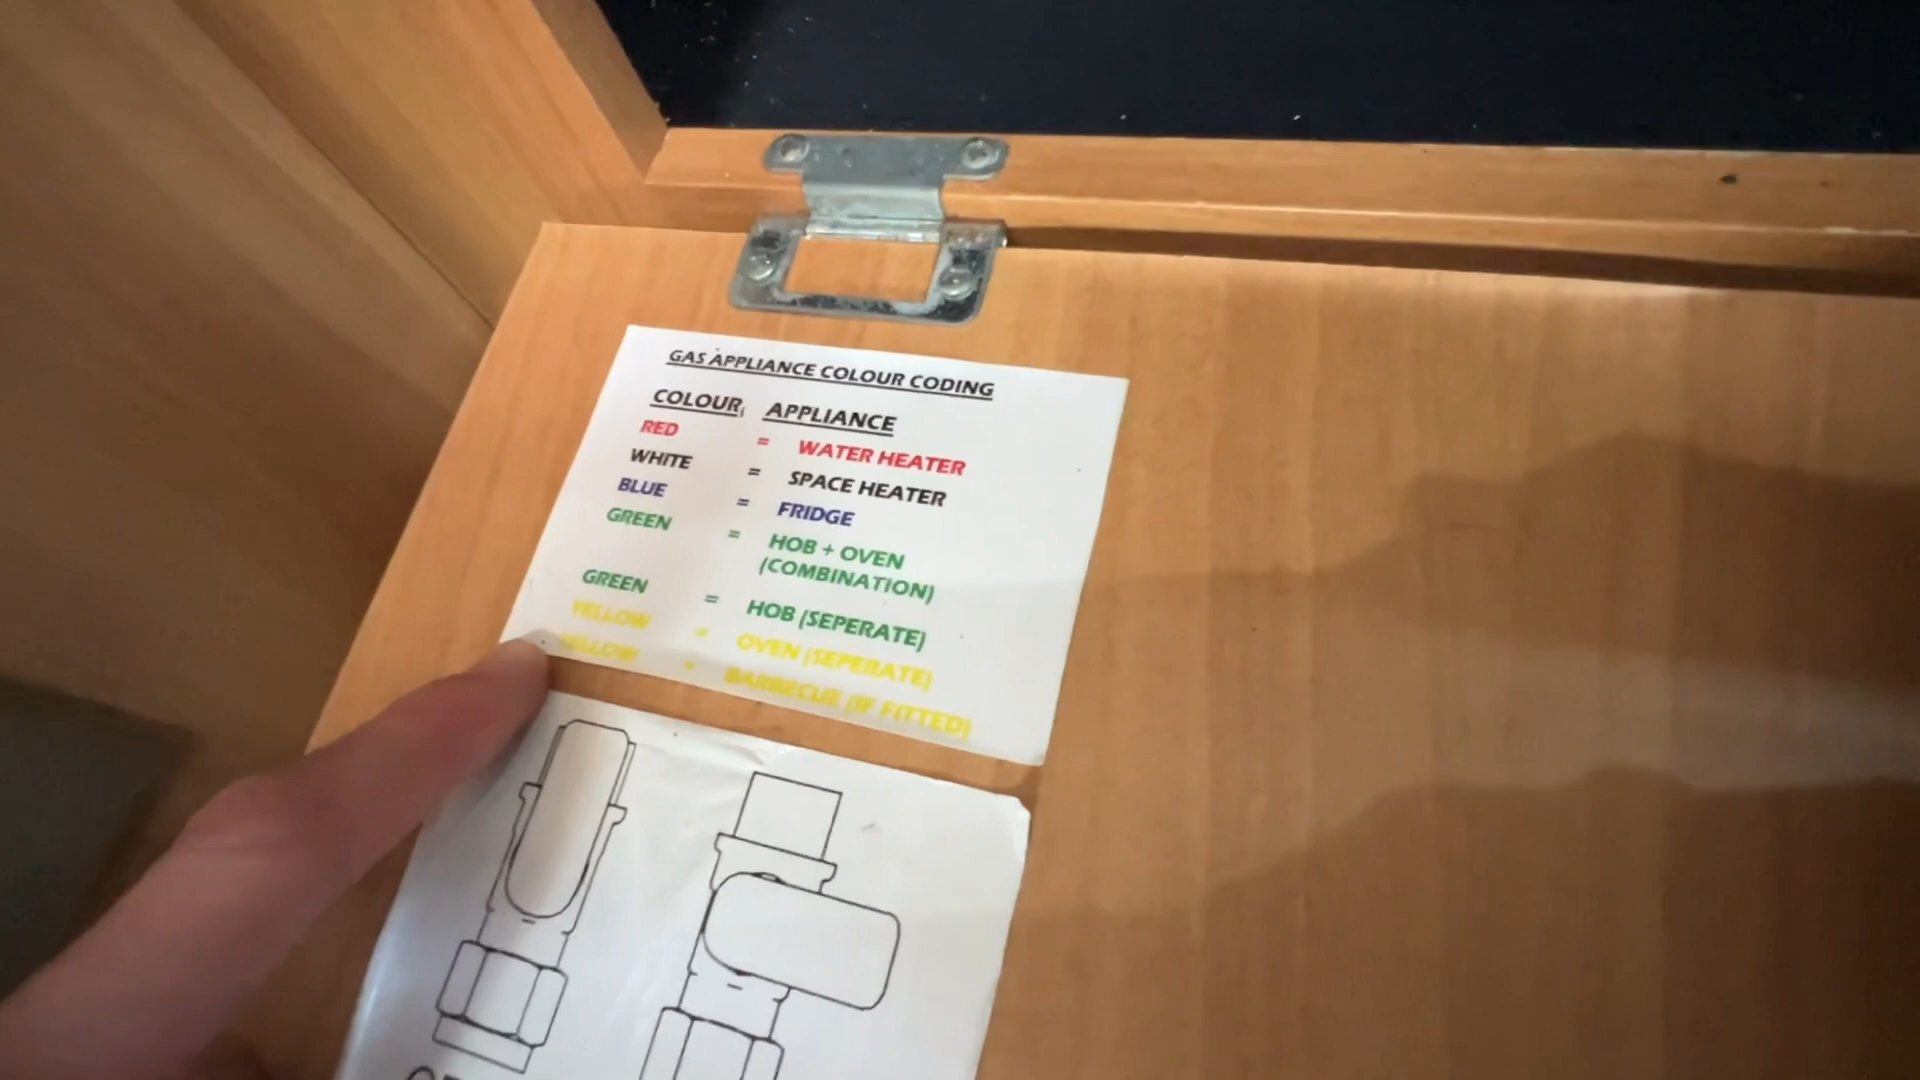 GAS APPLIANCE COLOUR CODING
COLOUR APPLIANCE
RED = WATER HEATER
WHITE = SPACE HEATER
BLUE = FRIDGE
GREEN = HOB + OVEN
(COMBINATION)
GREEN = HOB (SEPERATE)
YELLOW = OVEN (SEPERATE)
YELLOW = BARBECUE (IF FITTED)